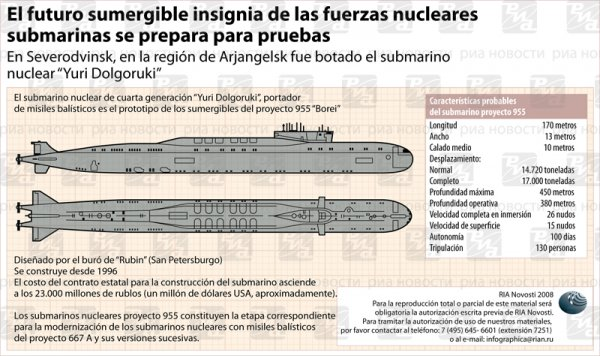 El futuro sumergible insignia de las fuerzas nucleares
submarinas se prepara para pruebas
En Severodvinsk, en la región de Arjangelsk fue botado el submarino
nuclear “Yuri Dolgoruki”
El submarino nuclear de cuarta generación “Yuri Dolgoruki”, portador
de misiles balísticos es el prototipo de los sumergibles del proyecto 955 “Borei”
Características probables
del submarino proyecto 955
Longitud 170 metros
Ancho 13 metros
Calado medio 10 metros
Desplazamiento:
Normal 14.720 toneladas
Completo 17.000 toneladas
Profundidad máxima 450 metros
Profundidad operativa 380 metros
Velocidad completa en inmersión 26 nudos
Velocidad de superficie 15 nudos
Autonomía 100 días
Tripulación 130 personas
Diseñado por el buró de “Rubin” (San Petersburgo)
Se construye desde 1996
El costo del contrato estatal para la construcción del submarino asciende
a los 23.000 millones de rublos (un millón de dólares USA, aproximadamente).
Los submarinos nucleares proyecto 955 constituyen la etapa correspondiente
para la modernización de los submarinos nucleares con misiles balísticos
del proyecto 667 A y sus versiones sucesivas.
RIA Novosti 2008
Para la reproducción total o parcial de este material será
obligatoria la autorización escrita previa de RIA Novosti.
Para tramitar la autorización de uso de nuestros materiales,
por favor contactar al teléfono: 7 (495) 645- 6601 (extensión 7251)
o al e-mail: infographica@rian.ru
РИА НОВОСТИ